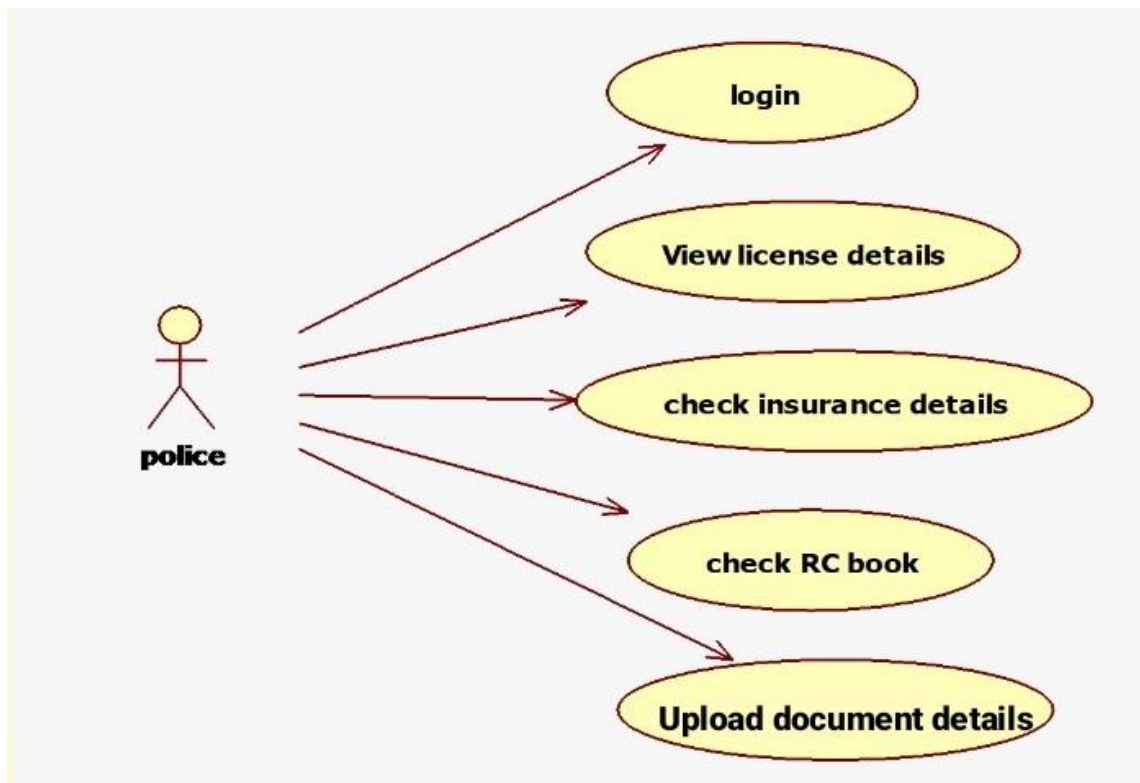 login
View license details
check insurance details
police
check RC book
Upload document details